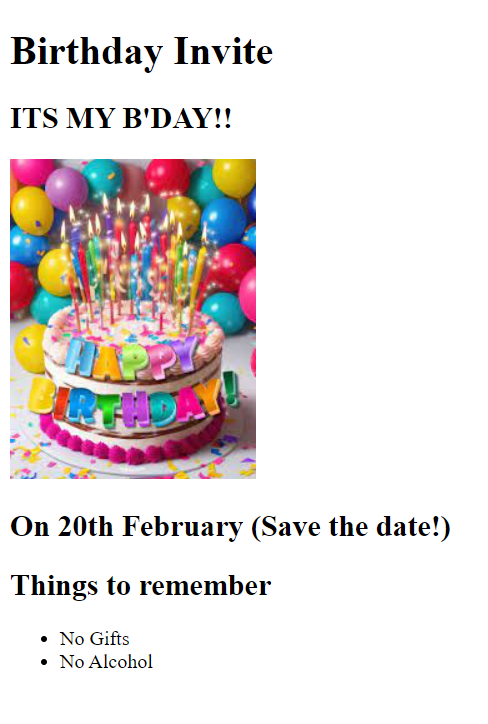 Birthday Invite
ITS MY B'DAY!!
HAPPY
BIRTHDAY!
On 20th February (Save the date!)
Things to remember
No Gifts
No Alcohol